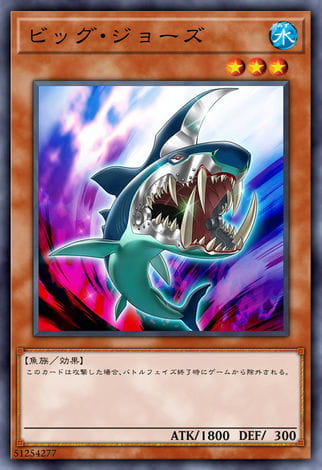 ビッグ・ジョーズ
水
【魚族／効果】
このカードは攻撃した場合、バトルフェイズ終了時にゲームから除外される。
ATK/1800 DEF/ 300
51254277